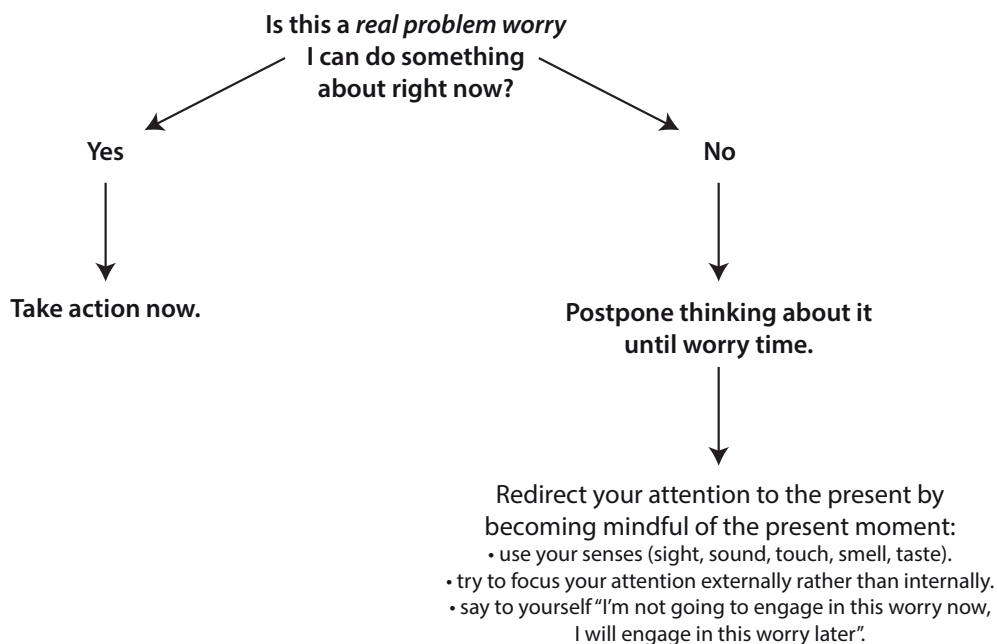 Is this a real problem worry
I can do something
about right now?
Yes
No
Take action now.
Postpone thinking about it
until worry time.
Redirect your attention to the present by
becoming mindful of the present moment:
• use your senses (sight, sound, touch, smell, taste).
• try to focus your attention externally rather than internally.
• say to yourself “I’m not going to engage in this worry now,
I will engage in this worry later”.